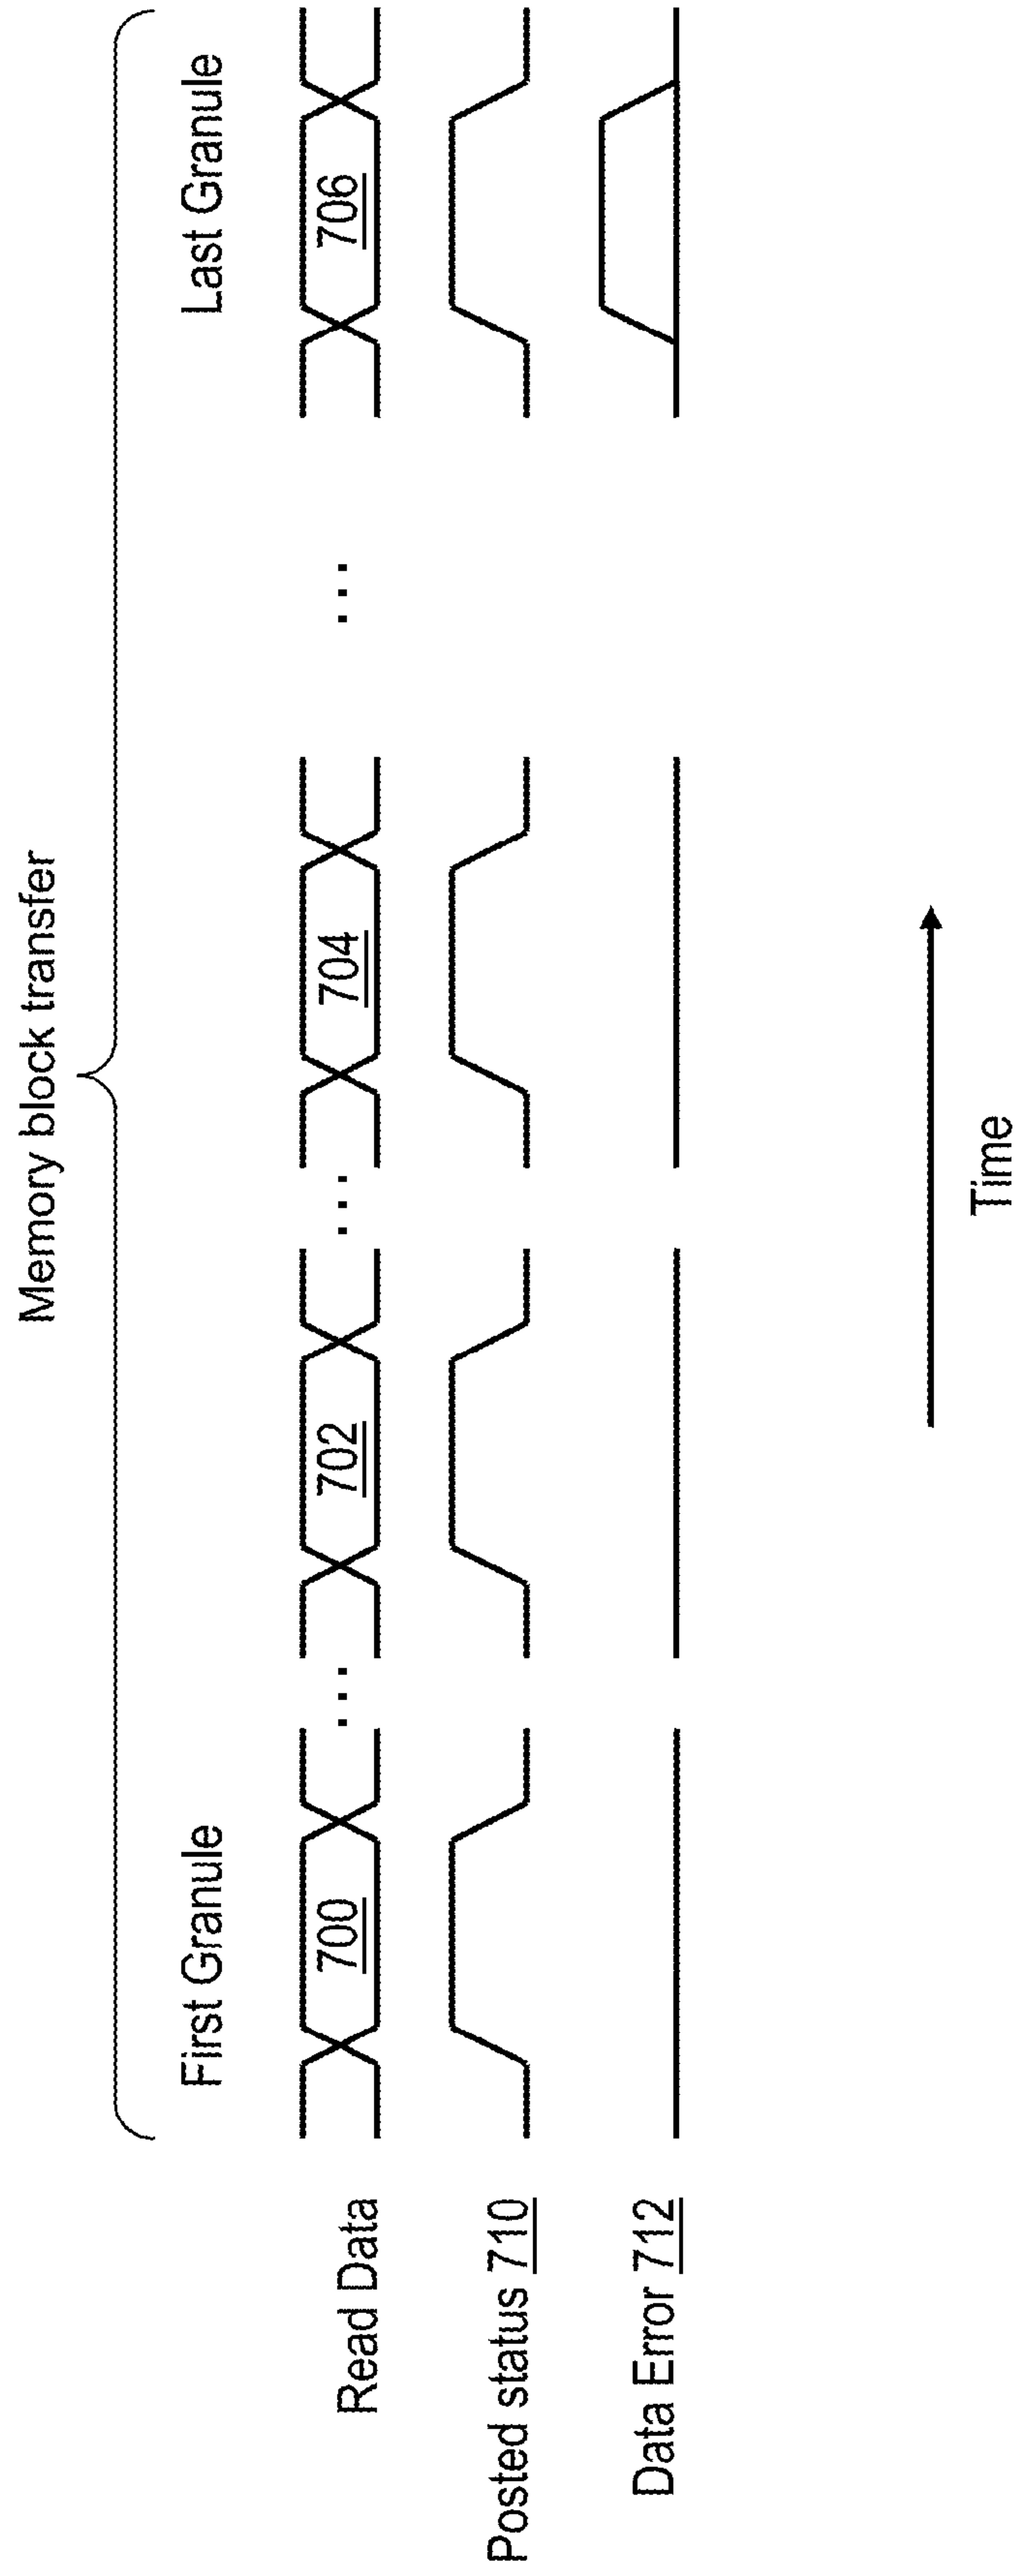 Memory block transfer
First Granule
Last Granule
Read Data
700
...
702
...
704
...
706
Posted status 710
Data Error 712
Time